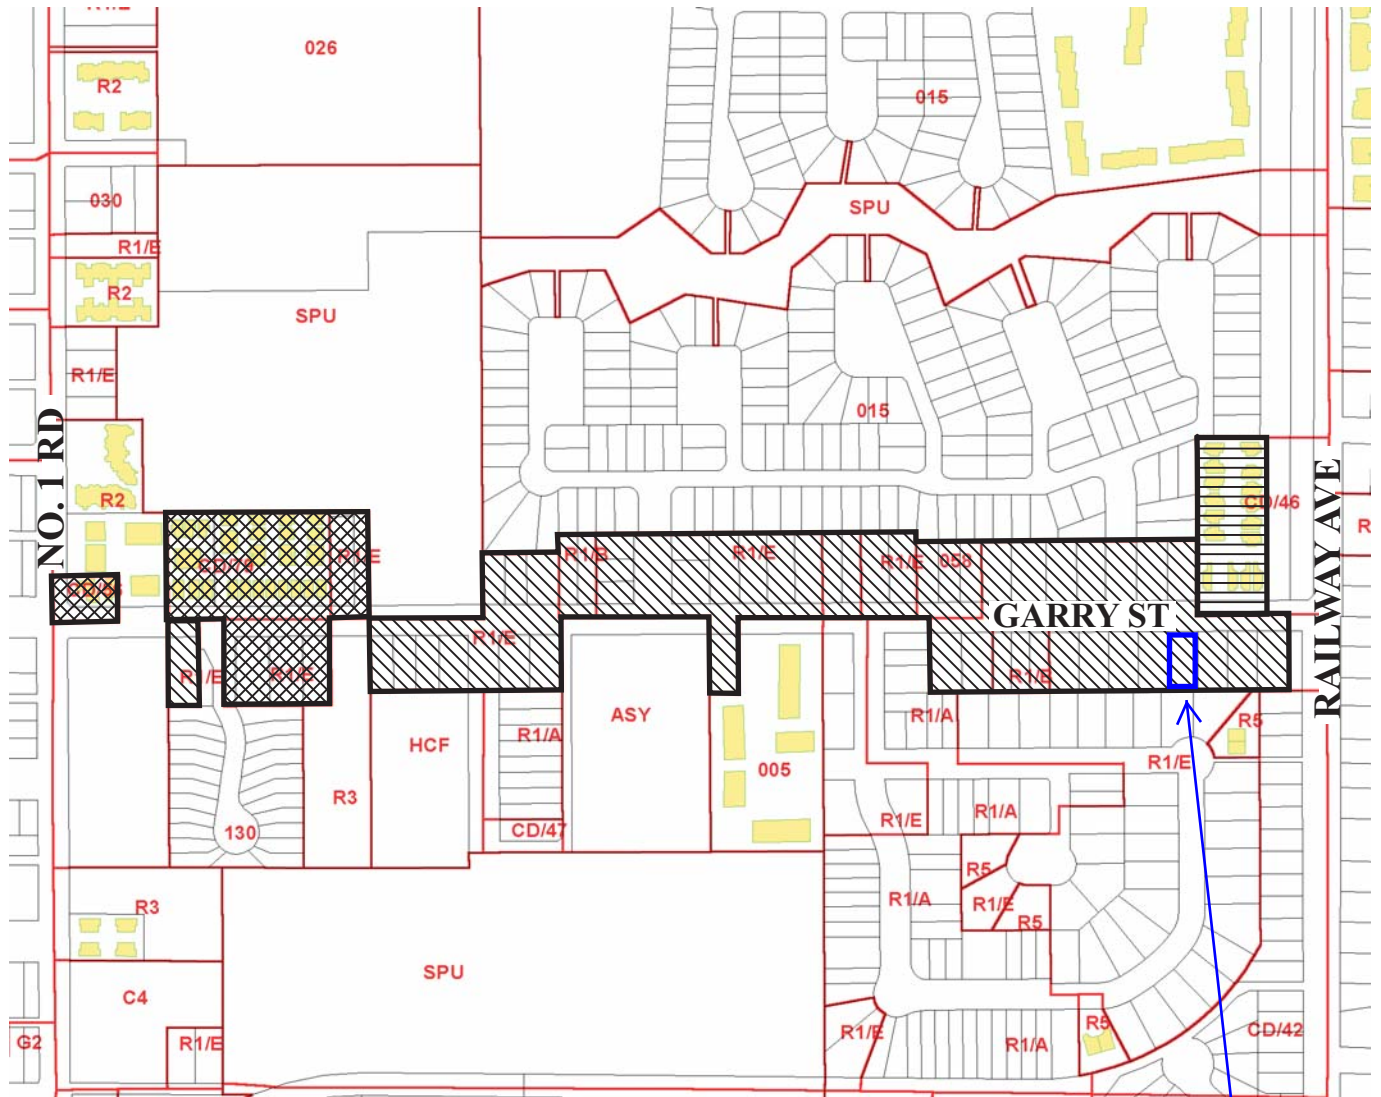 R1/E
026
R2
015
030
SPU
R1/E
R2
SPU
R1/E
015
NO. 1 RD
R2
CD/46
RAILWAY AVE
R
CD/79
R1/E
R1/B
R1/E
R1/E
058
GARRY ST
R1/E
R1/E
R1/E
R1/E
ASY
R1/A
R5
HCF
R1/A
R1/E
005
R3
R1/A
R1/E
130
CD/47
R5
R3
R1/A
R1/E
R5
SPU
C4
R5
G2
R1/E
R1/E
R1/A
CD/42